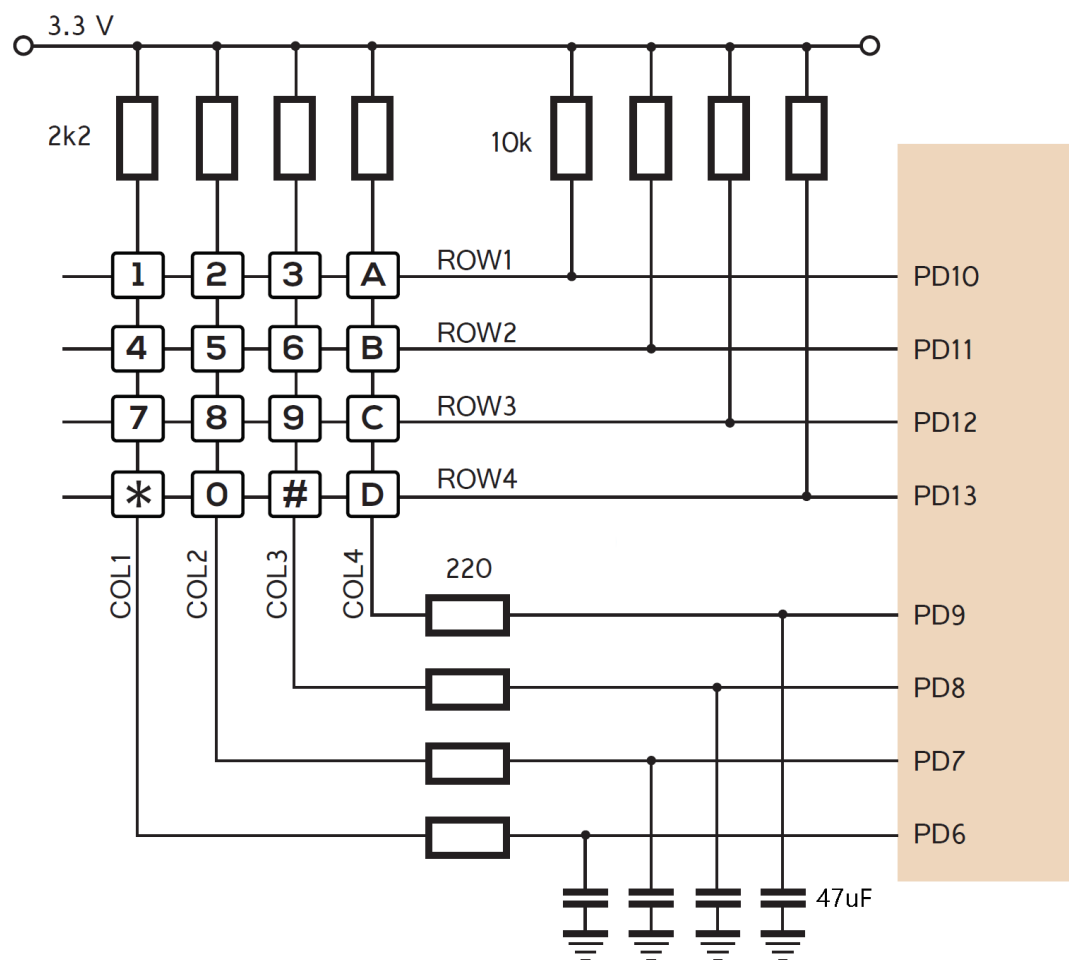 3.3 V
2k2
10k
1 2 3 A
ROW1
PD10
4 5 6 B
ROW2
PD11
7 8 9 C
ROW3
PD12
* 0 # D
ROW4
PD13
COL1
COL2
COL3
COL4
220
PD9
PD8
PD7
PD6
47uF